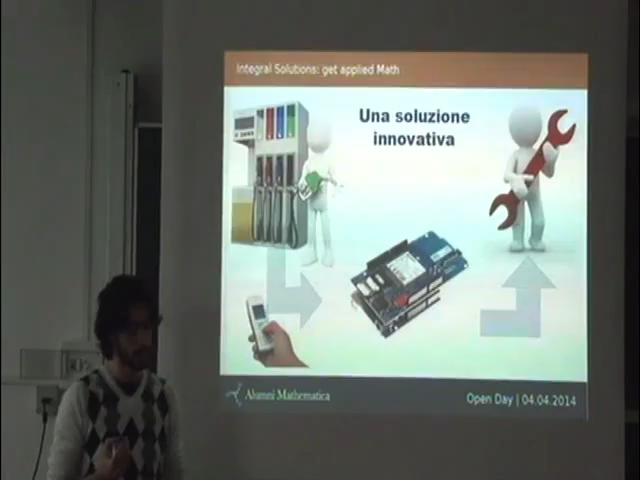 Integral Solutions: get applied Math
Una soluzione
innovativa
Alumni Mathematica
Open Day | 04.04.2014